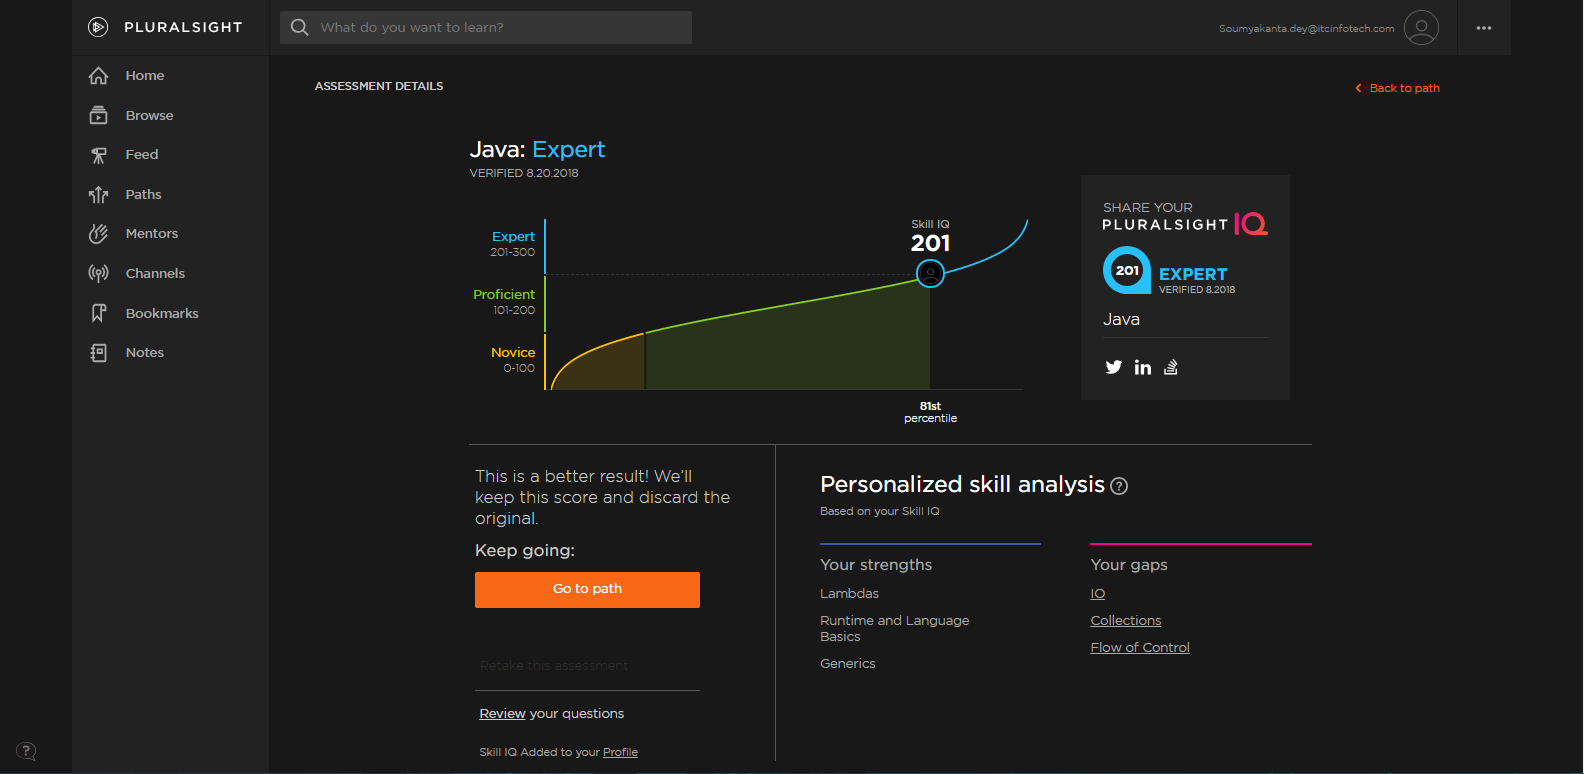 PLURALSIGHT
What do you want to learn?
Soumyakanta.dey@itcinfotech.com
Home
Browse
Feed
Paths
Mentors
Channels
Bookmarks
Notes
ASSESSMENT DETAILS
Back to path
Java: Expert
VERIFIED 8.20.2018
Expert
201-300
Proficient
101-200
Novice
0-100
Skill IQ
201
81st
percentile
SHARE YOUR
PLURALSIGHT IQ
201
EXPERT
VERIFIED 8.2018
Java
This is a better result! We'll
keep this score and discard the
original.
Keep going:
Go to path
Retake this assessment
Review your questions
Skill IQ Added to your Profile
Personalized skill analysis ?
Based on your Skill IQ
Your strengths
Lambdas
Runtime and Language
Basics
Generics
Your gaps
IO
Collections
Flow of Control
?